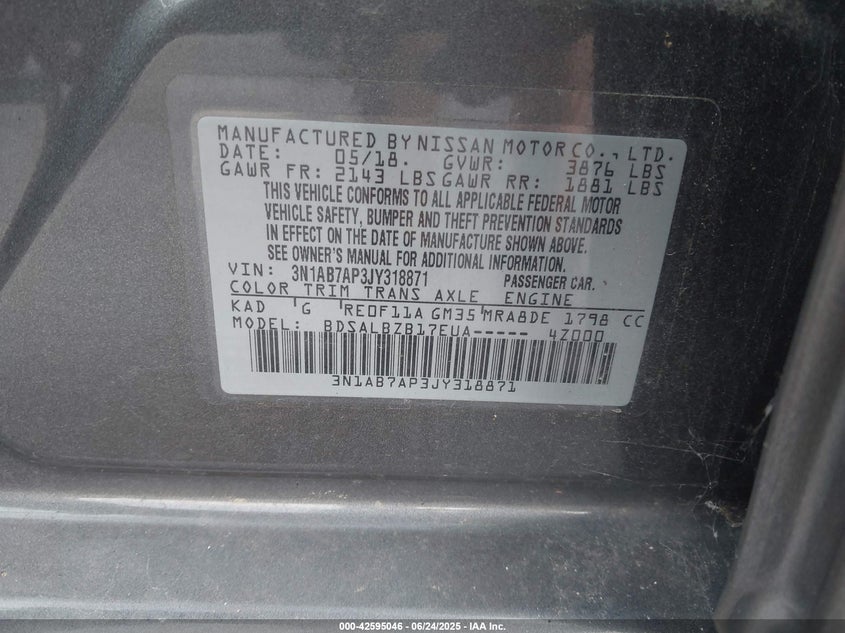 MANUFACTURED BY NISSAN MOTOR CO., LTD.
DATE: 05/18. GVWR: 3876 LBS
GAWR FR: 2143 LBS GAWR RR: 1881 LBS
THIS VEHICLE CONFORMS TO ALL APPLICABLE FEDERAL MOTOR
VEHICLE SAFETY, BUMPER AND THEFT PREVENTION STANDARDS
IN EFFECT ON THE DATE OF MANUFACTURE SHOWN ABOVE.
SEE OWNER'S MANUAL FOR ADDITIONAL INFORMATION.
VIN: 3N1AB7AP3JY318871 PASSENGER CAR.
COLOR TRIM TRANS AXLE ENGINE
KAD G RE0F11A GM35 MRA8DE 1798 CC
MODEL: BDSALBZB17EUA----- 4Z000
3N1AB7AP3JY318871
000-42595046 - 06/24/2025 - IAA Inc.